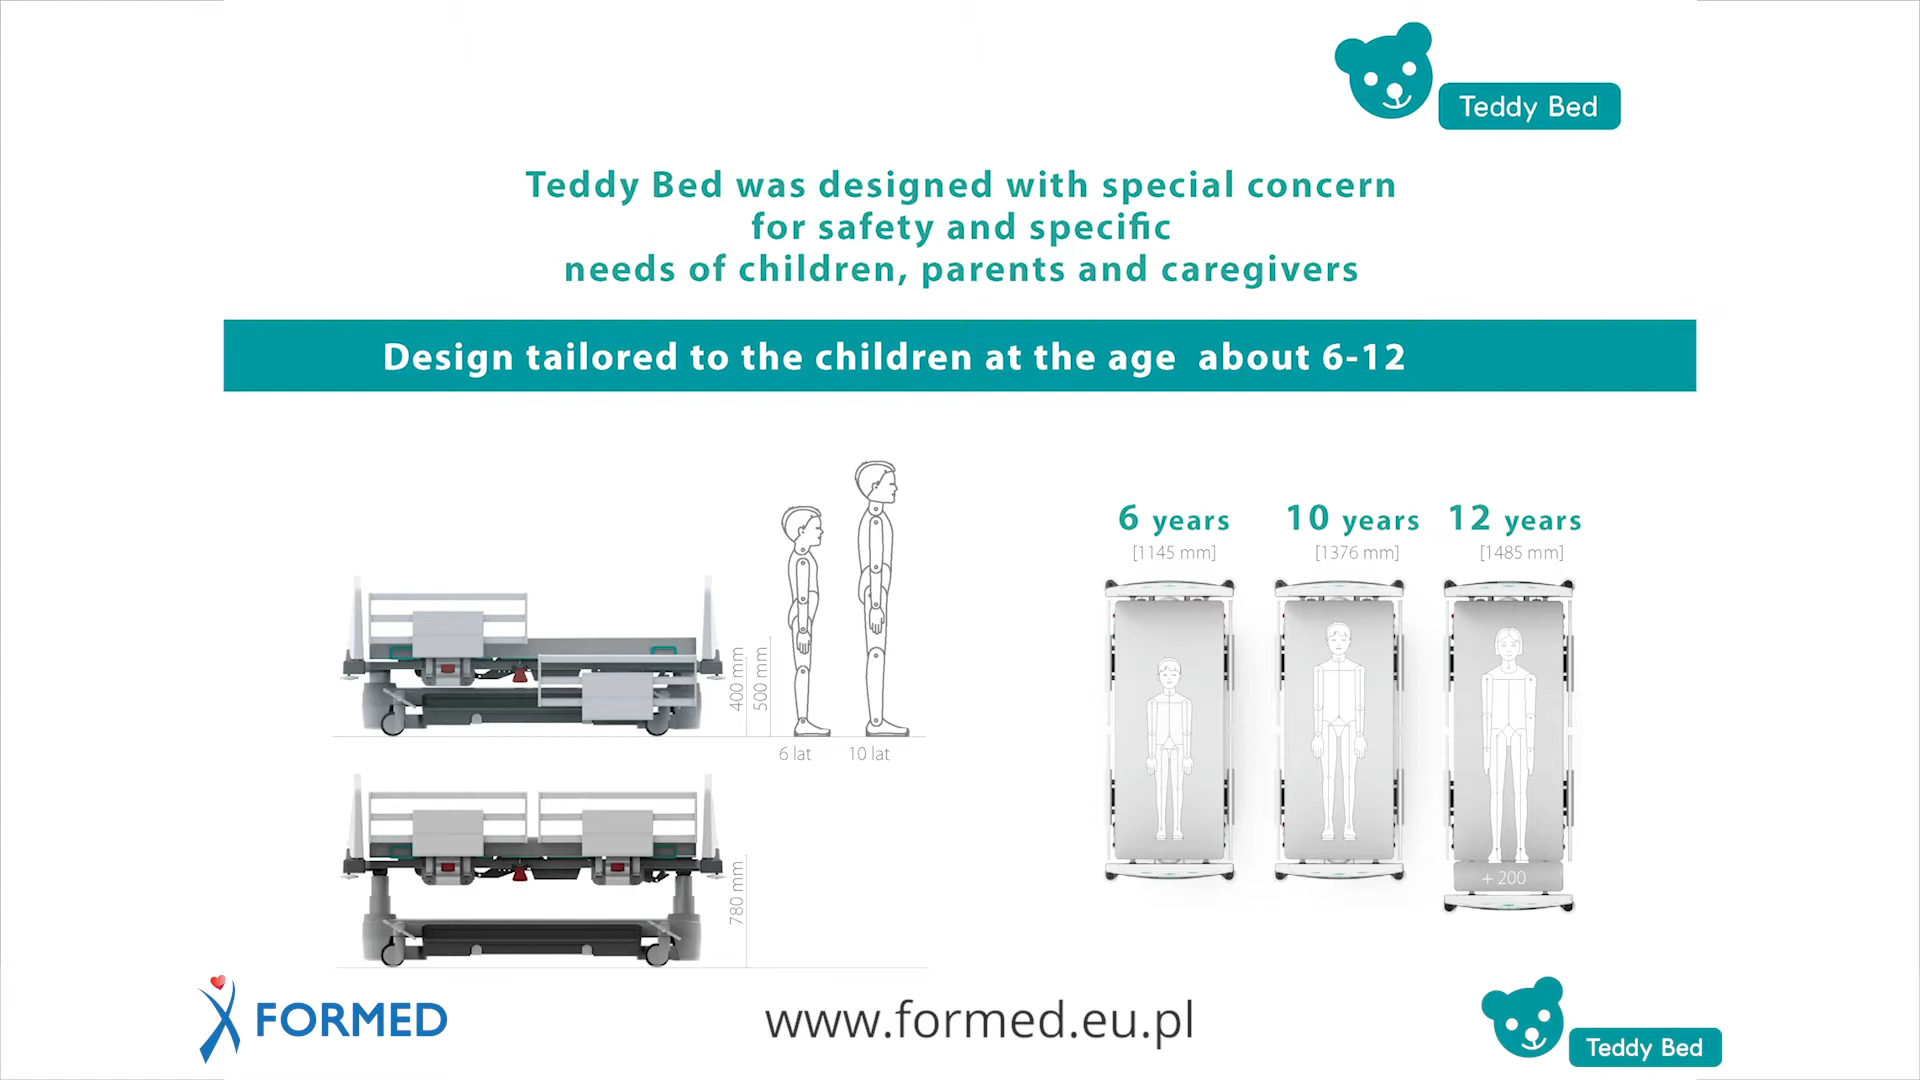 Teddy Bed
Teddy Bed was designed with special concern
for safety and specific
needs of children, parents and caregivers
Design tailored to the children at the age about 6-12
400 mm
500 mm
6 lat
10 lat
780 mm
6 years
[1145 mm]
10 years
[1376 mm]
12 years
[1485 mm]
+ 200
FORMED
www.formed.eu.pl
Teddy Bed